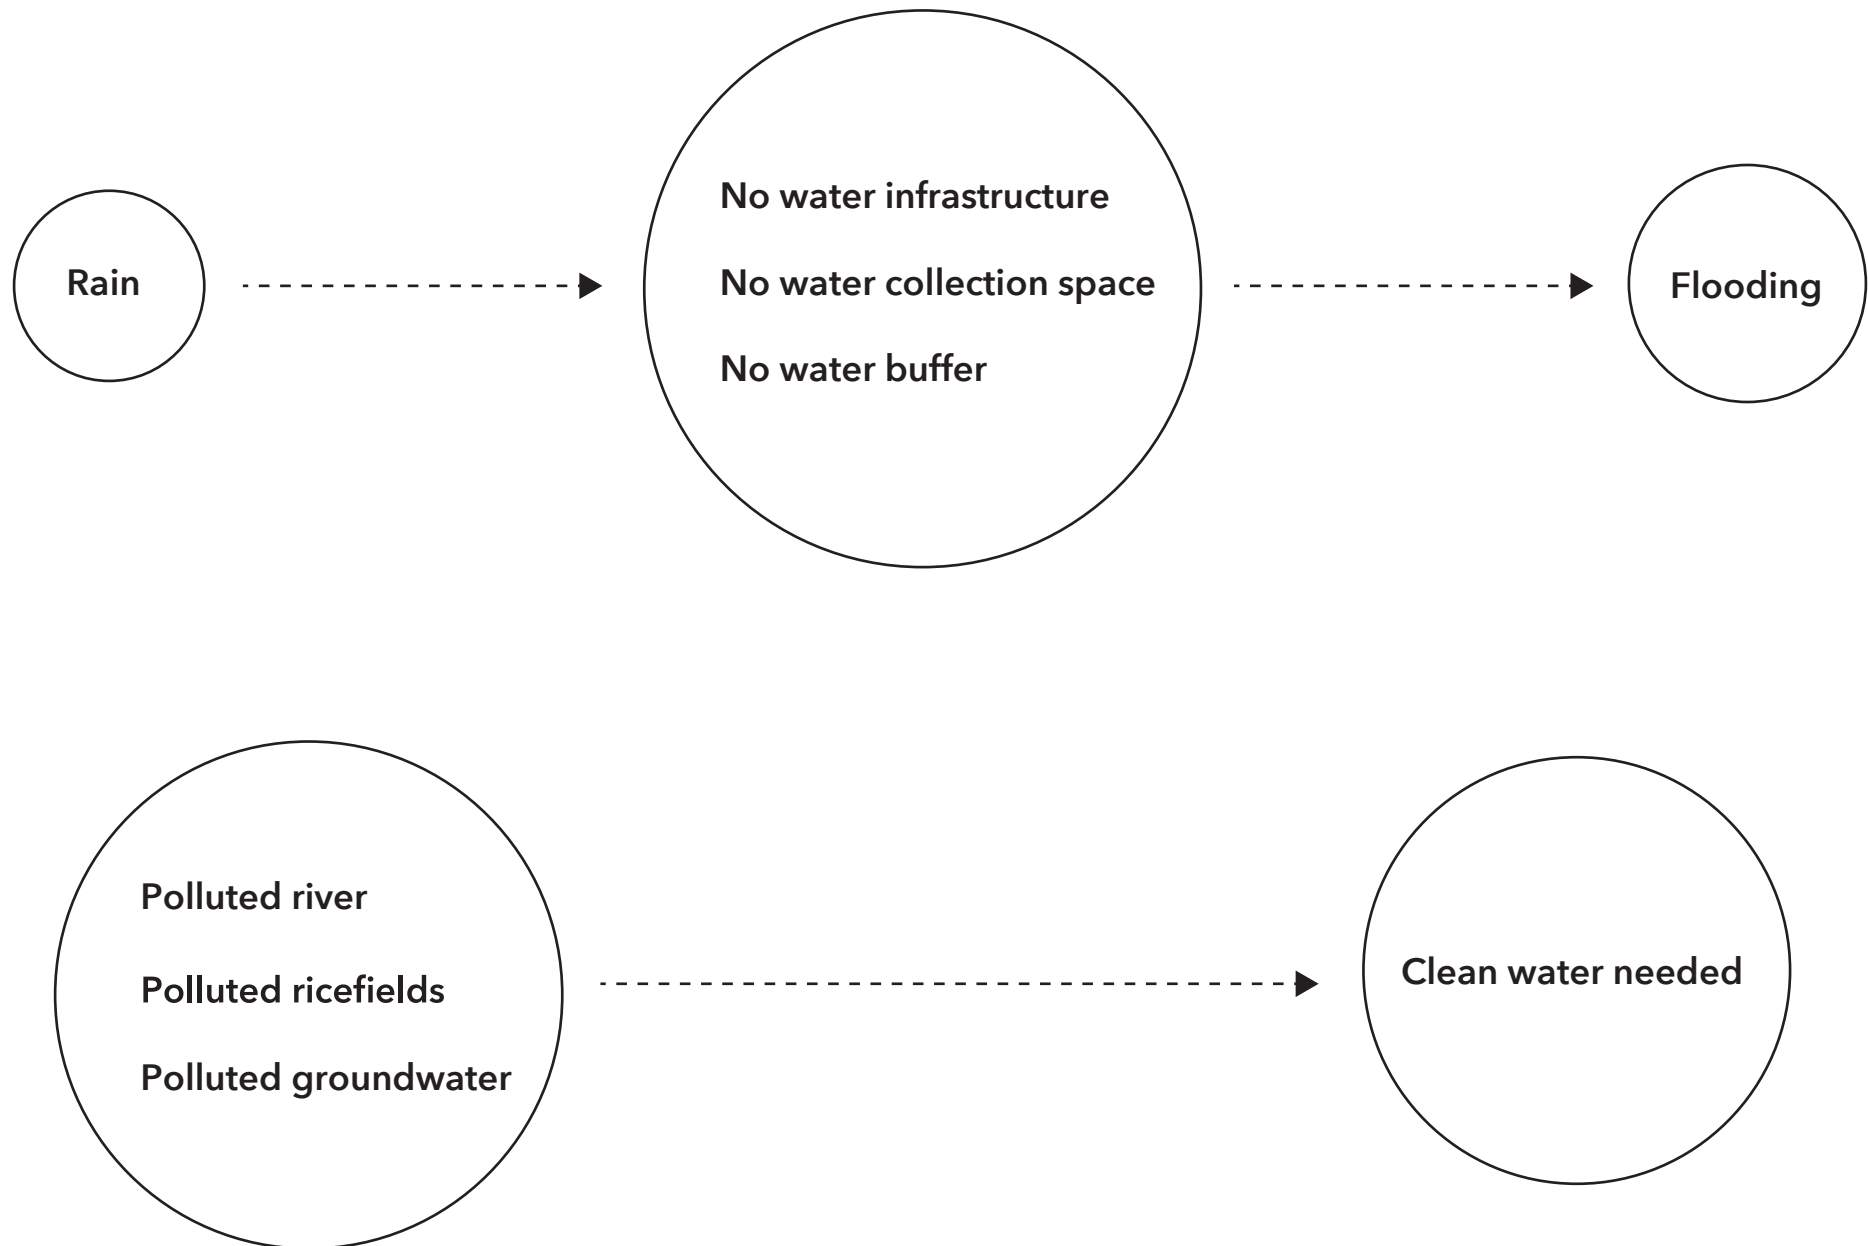 Rain
No water infrastructure
No water collection space
No water buffer
Flooding
Polluted river
Polluted ricefields
Polluted groundwater
Clean water needed